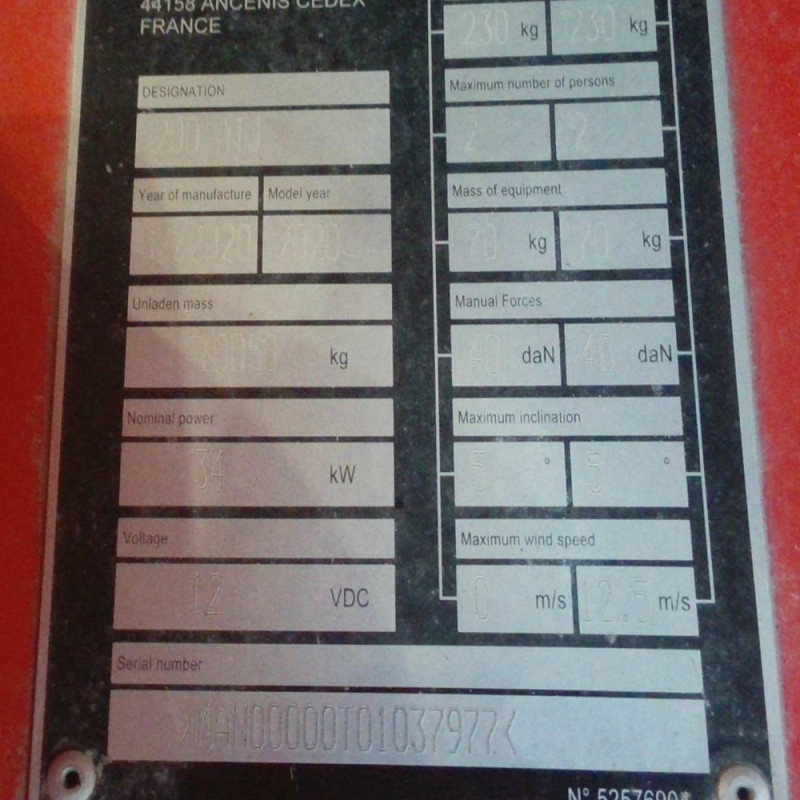 44158 ANCENIS CEDEX
FRANCE
DESIGNATION
Year of manufacture Model year
2020
Unladen mass
kg
Nominal power
34 kW
Voltage
12 VDC
Serial number
230 kg 230 kg
Maximum number of persons
2 2
Mass of equipment
70 kg 70 kg
Manual Forces
40 daN 40 daN
Maximum inclination
5 ° 5 °
Maximum wind speed
0 m/s 12.5 m/s
N° 5257690